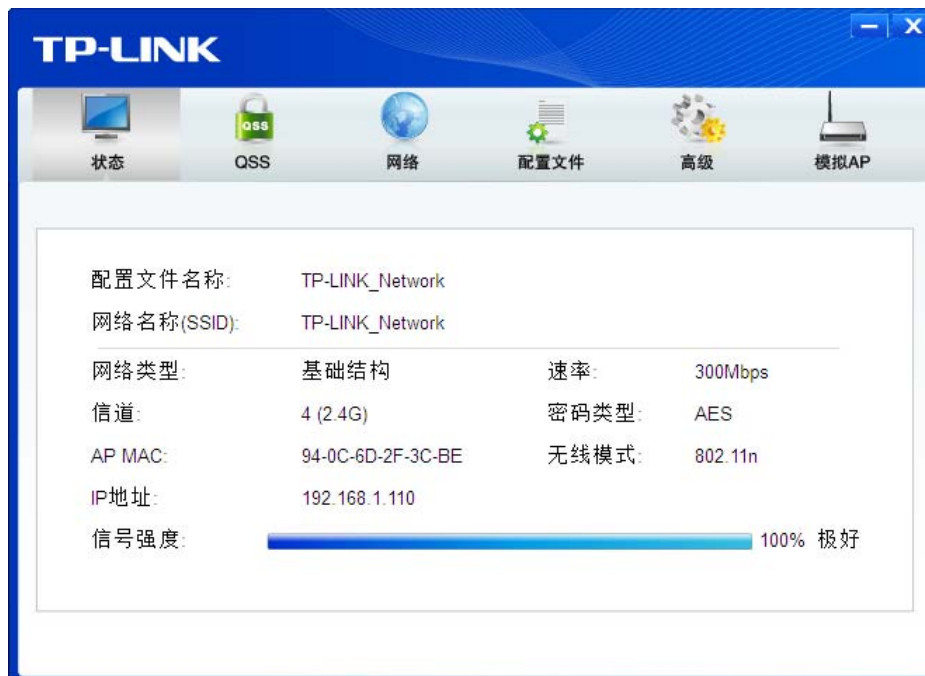 TP-LINK
QSS
状态 QSS 网络 配置文件 高级 模拟AP
配置文件名称: TP-LINK_Network
网络名称(SSID): TP-LINK_Network
网络类型: 基础结构 速率: 300Mbps
信道: 4 (2.4G) 密码类型: AES
AP MAC: 94-0C-6D-2F-3C-BE 无线模式: 802.11n
IP地址: 192.168.1.110
信号强度: 100% 极好